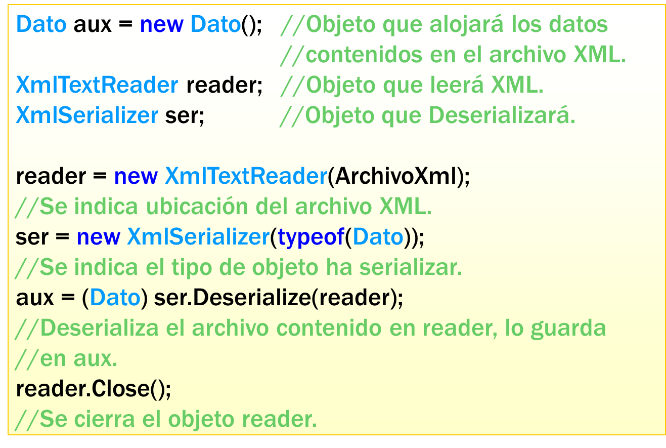 Dato aux = new Dato(); //Objeto que alojará los datos
//contenidos en el archivo XML.
XmlTextReader reader; //Objeto que leerá XML.
XmlSerializer ser; //Objeto que Deserializará.
reader = new XmlTextReader(ArchivoXml);
//Se indica ubicación del archivo XML.
ser = new XmlSerializer(typeof(Dato));
//Se indica el tipo de objeto ha serializar.
aux = (Dato) ser.Deserialize(reader);
//Deserializa el archivo contenido en reader, lo guarda
//en aux.
reader.Close();
//Se cierra el objeto reader.